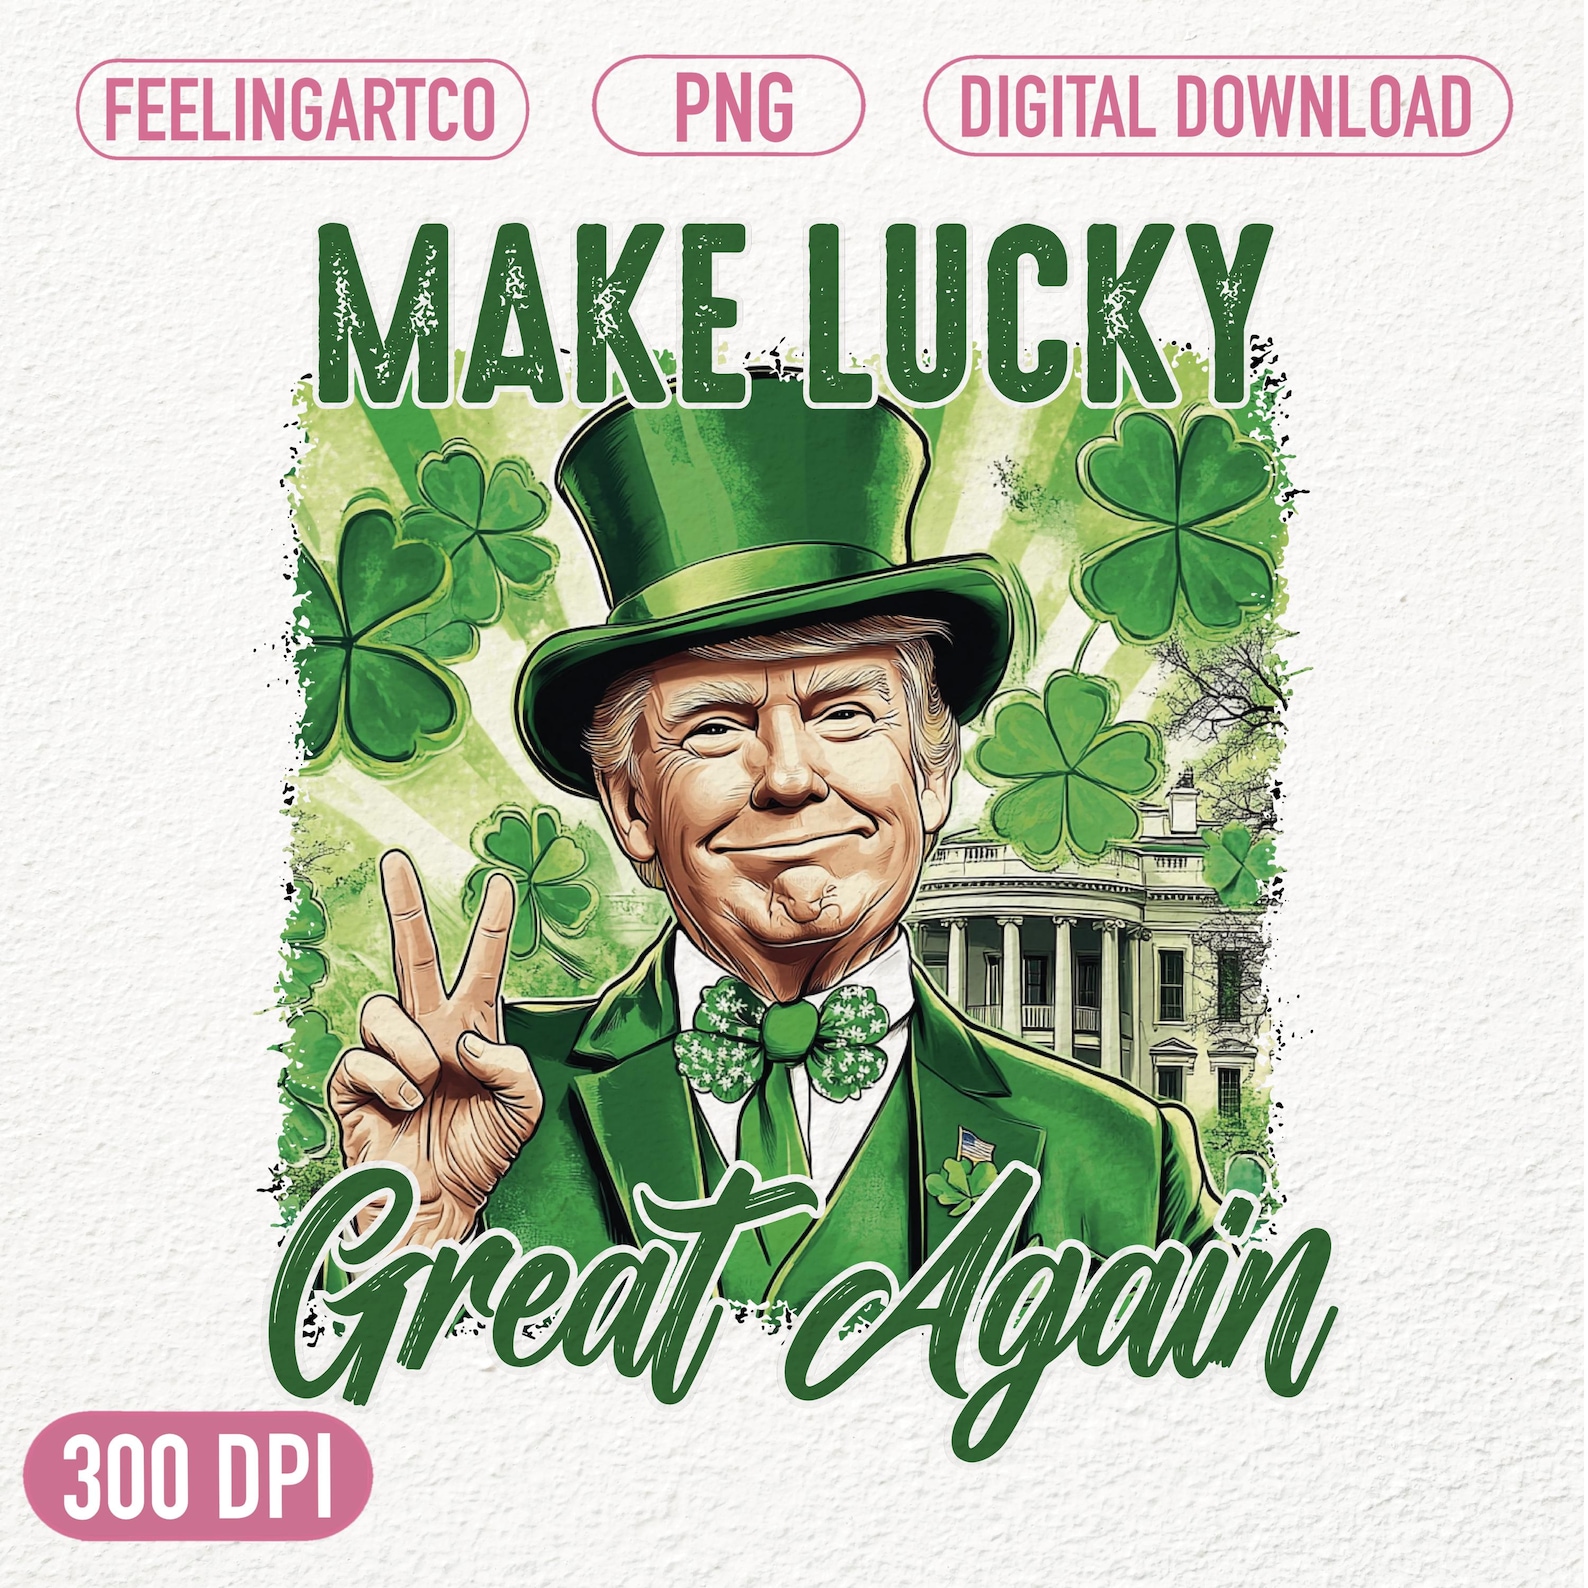 FEELINGARTCO
PNG
DIGITAL DOWNLOAD
MAKE LUCKY
Great Again
300 DPI